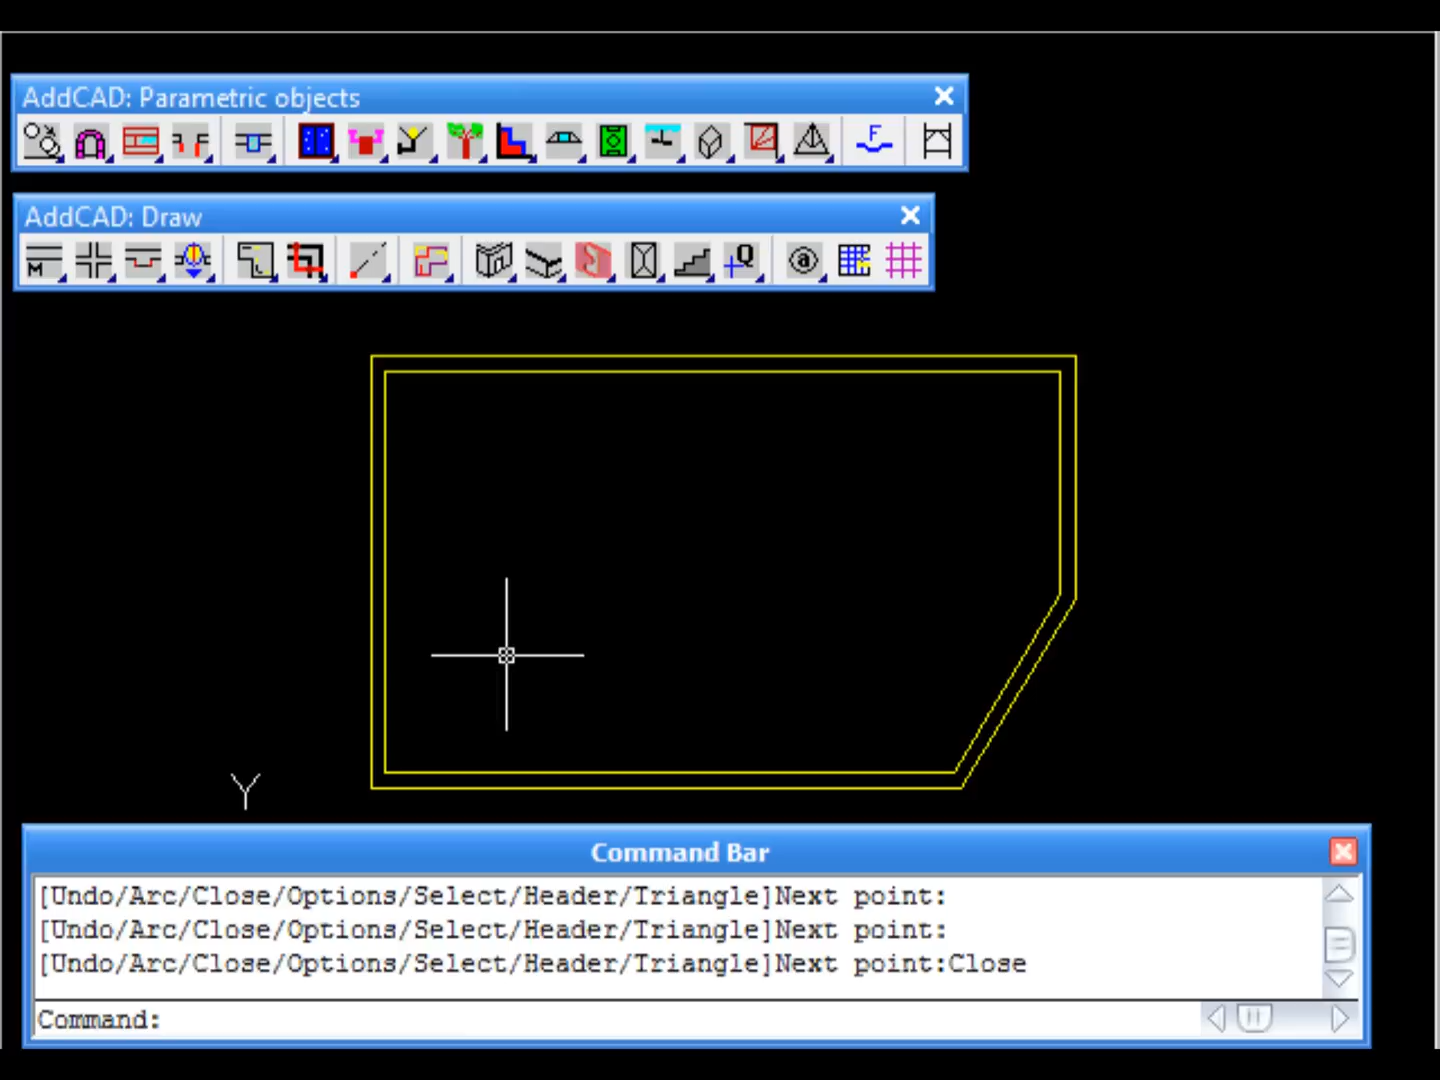 AddCAD: Parametric objects
F
AddCAD: Draw
M
Q
a
Y
Command Bar
[Undo/Arc/Close/Options/Select/Header/Triangle]Next point:
[Undo/Arc/Close/Options/Select/Header/Triangle]Next point:
[Undo/Arc/Close/Options/Select/Header/Triangle]Next point:Close
Command: